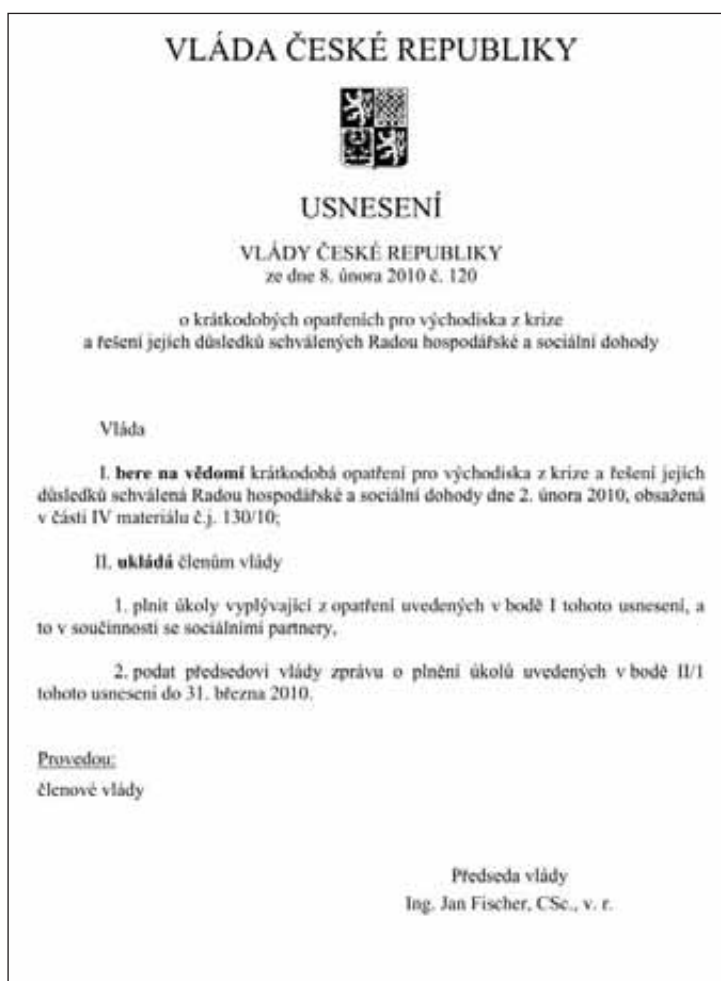 VLÁDA ČESKÉ REPUBLIKY
USNESENÍ
VLÁDY ČESKÉ REPUBLIKY
ze dne 8. února 2010 č. 120
o krátkodobých opatřeních pro východiska z krize
a řešení jejich důsledků schválených Radou hospodářské a sociální dohody
Vláda
I. bere na vědomí krátkodobá opatření pro východiska z krize a řešení jejich
důsledků schválená Radou hospodářské a sociální dohody dne 2. února 2010, obsažená
v části IV materiálu č.j. 130/10;
II. ukládá členům vlády
1. plnit úkoly vyplývající z opatření uvedených v bodě I tohoto usnesení, a
to v součinnosti se sociálními partnery,
2. podat předsedovi vlády zprávu o plnění úkolů uvedených v bodě II/1
tohoto usnesení do 31. března 2010.
Provedou:
členové vlády
Předseda vlády
Ing. Jan Fischer, CSc., v. r.